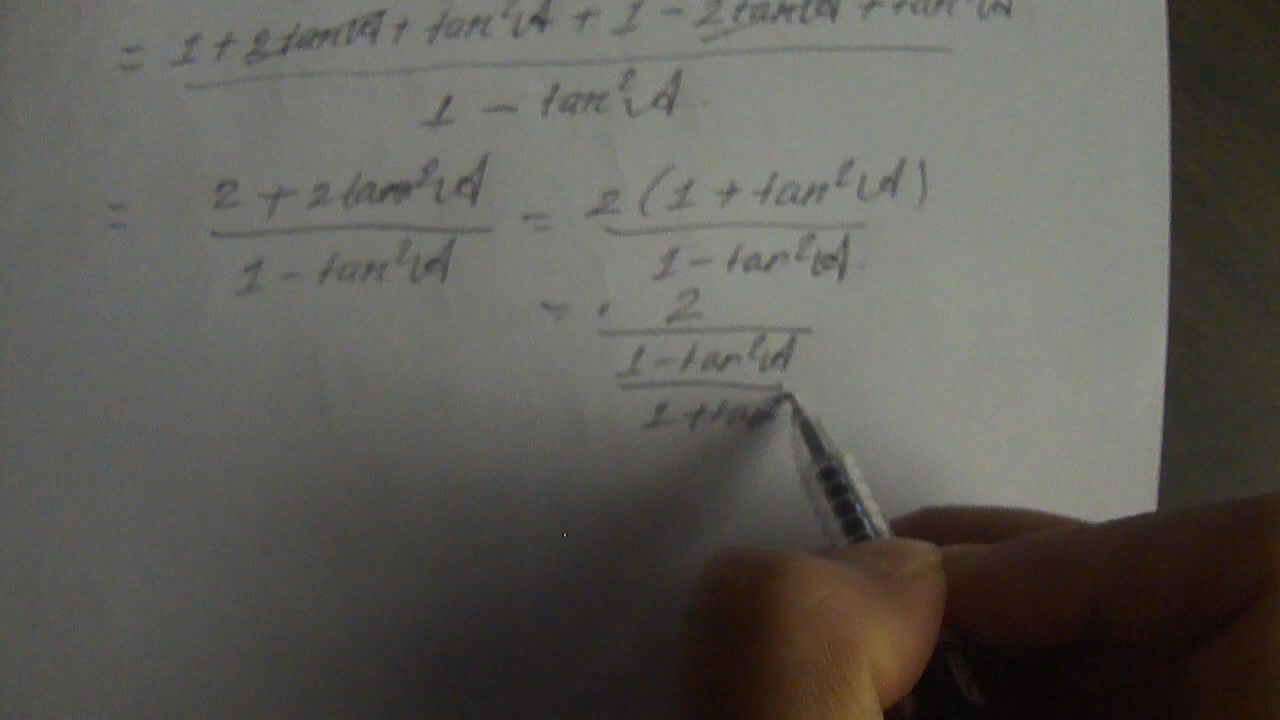 = 1 + 2tanA + tan²A + 1 - 2tanA + tan²A
1 - tan²A
= 2 + 2tan²A = 2(1 + tan²A)
1 - tan²A 1 - tan²A
= 2
1 - tan²A
1 + tan